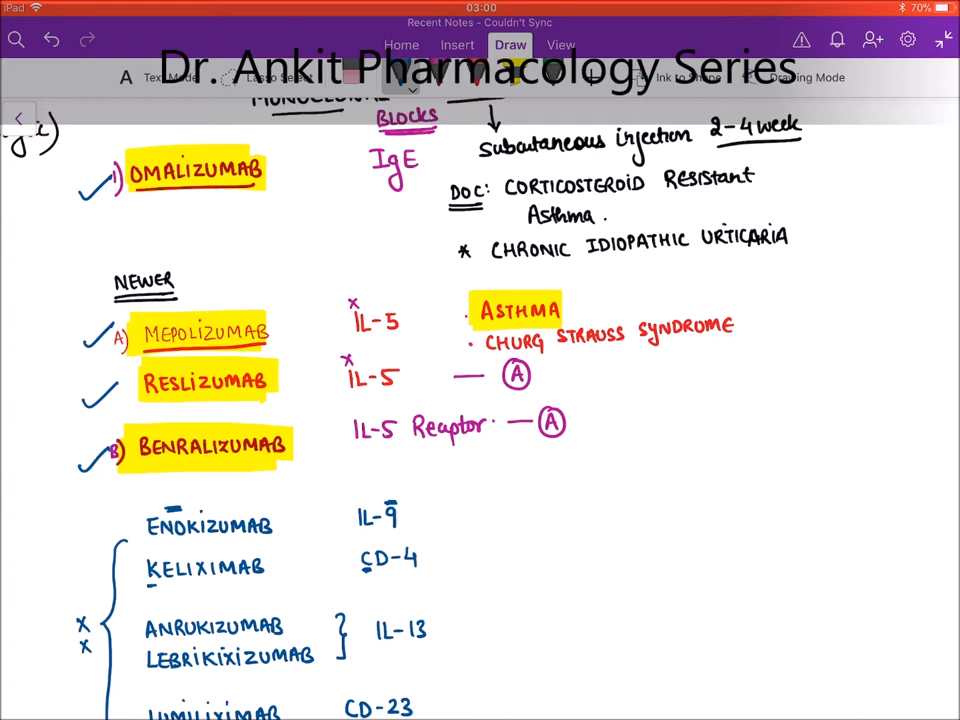 iPad 03:00 70%
Recent Notes - Couldn't Sync
Home Insert Draw View
Dr. Ankit Pharmacology Series
A Text Mode Lasso Select Ink to Shape Drawing Mode
MONOCLONAL
BLOCKS
Subcutaneous injection 2-4 week
1) OMALIZUMAB IgE
DOC: CORTICOSTEROID Resistant
Asthma.
* CHRONIC IDIOPATHIC URTICARIA
NEWER
A) MEPOLIZUMAB x IL-5 · ASTHMA
· CHURG STRAUSS SYNDROME
RESLIZUMAB x IL-5 — A
B) BENRALIZUMAB IL-5 Receptor — A
ENOKIZUMAB IL-9
KELIXIMAB CD-4
x x
ANRUKIZUMAB } IL-13
LEBRIKIXIZUMAB
LUMILIXIMAB CD-23